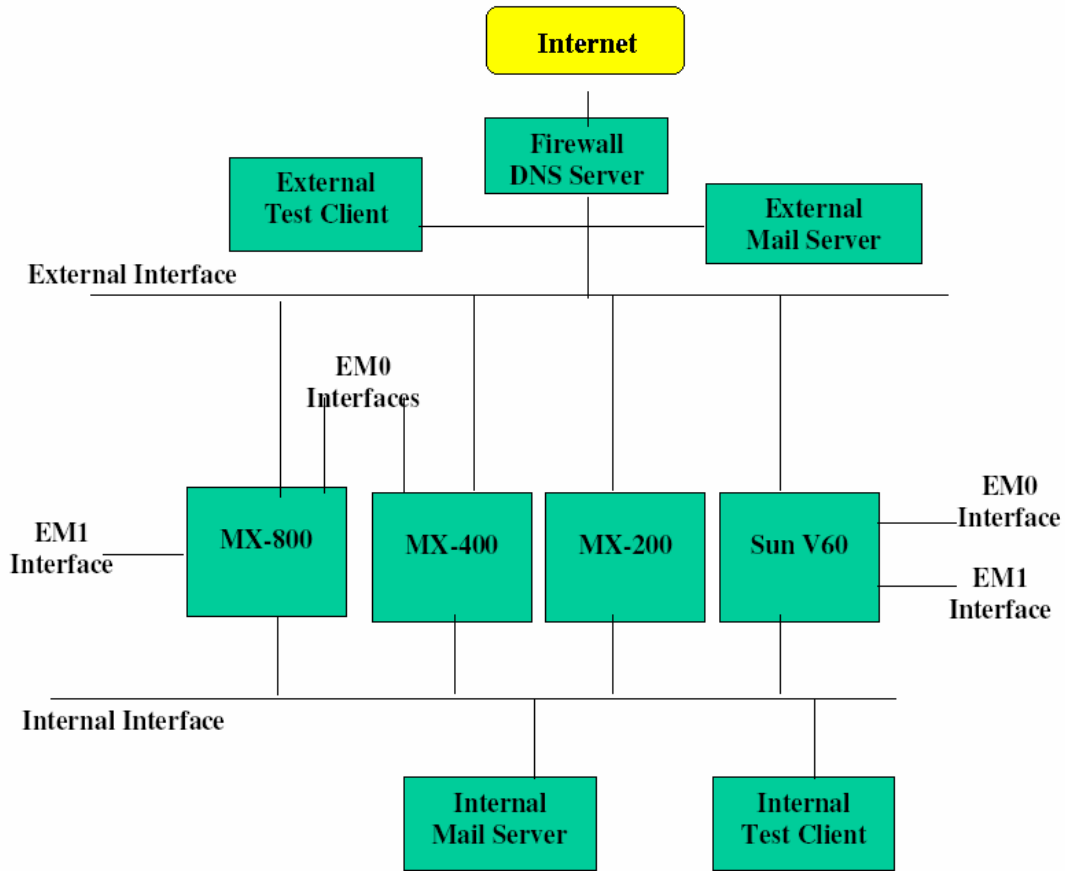 Internet
Firewall
DNS Server
External
Test Client
External
Mail Server
External Interface
EM0
Interfaces
EM1
Interface
MX-800
MX-400
MX-200
Sun V60
EM0
Interface
EM1
Interface
Internal Interface
Internal
Mail Server
Internal
Test Client